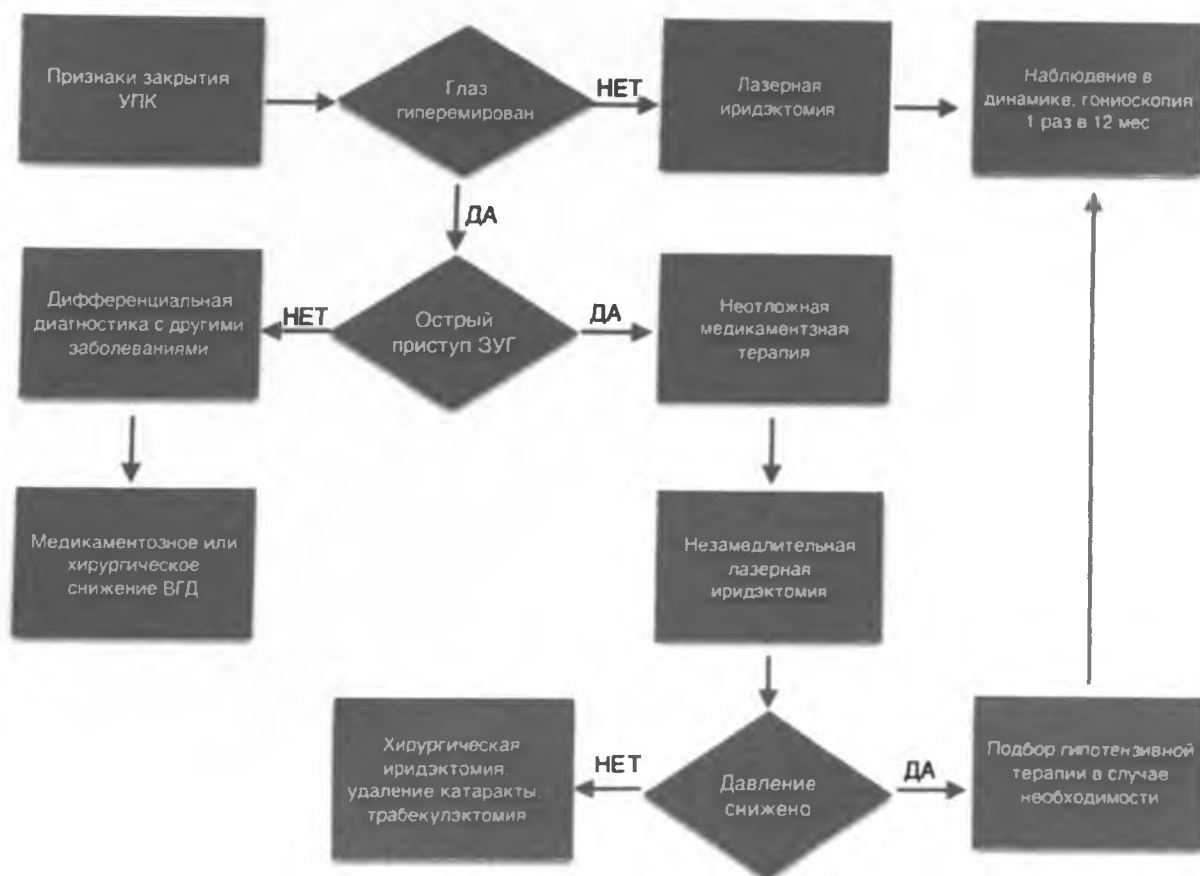 Признаки закрытия
УПК
Глаз
гиперемирован
НЕТ
Лазерная
иридэктомия
Наблюдение в
динамике, гониоскопия
1 раз в 12 мес
ДА
Дифференциальная
диагностика с другими
заболеваниями
НЕТ
Острый
приступ ЗУГ
ДА
Неотложная
медикаментзная
терапия
Медикаментозное или
хирургическое
снижение ВГД
Незамедлительная
лазерная
иридэктомия
Хирургическая
иридэктомия,
удаление катаракты,
трабекулэктомия
НЕТ
Давление
снижено
ДА
Подбор гипотензивной
терапии в случае
необходимости